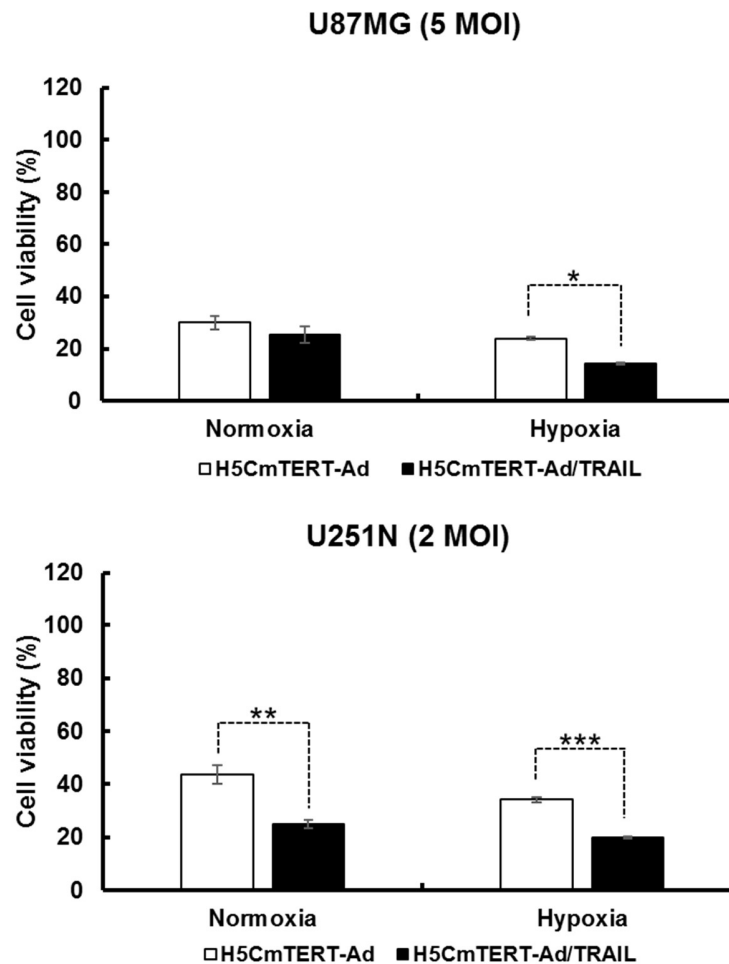 U87MG (5 MOI)
120
100
80
60
40
20
0
Cell viability (%)
*
Normoxia
Hypoxia
H5CmTERT-Ad
H5CmTERT-Ad/TRAIL
U251N (2 MOI)
120
100
80
60
40
20
0
Cell viability (%)
**
***
Normoxia
Hypoxia
H5CmTERT-Ad
H5CmTERT-Ad/TRAIL